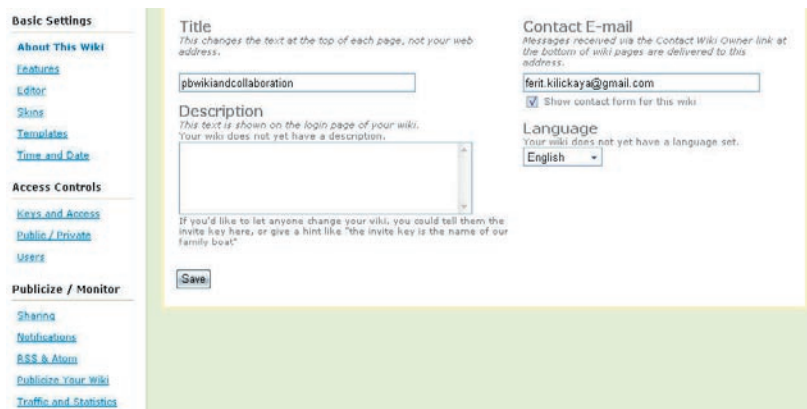 Basic Settings
About This Wiki
Features
Editor
Skins
Templates
Time and Date
Access Controls
Keys and Access
Public / Private
Users
Publicize / Monitor
Sharing
Notifications
RSS & Atom
Publicize Your Wiki
Traffic and Statistics
Title
This changes the text at the top of each page, not your web
address.
pbwikiandcollaboration
Description
This text is shown on the login page of your wiki.
Your wiki does not yet have a description.
If you'd like to let anyone change your wiki, you could tell them the
invite key here, or give a hint like "the invite key is the name of our
family boat"
Save
Contact E-mail
Messages received via the Contact Wiki Owner link at
the bottom of wiki pages are delivered to this
address.
ferit.kilickaya@gmail.com
Show contact form for this wiki
Language
Your wiki does not yet have a language set.
English